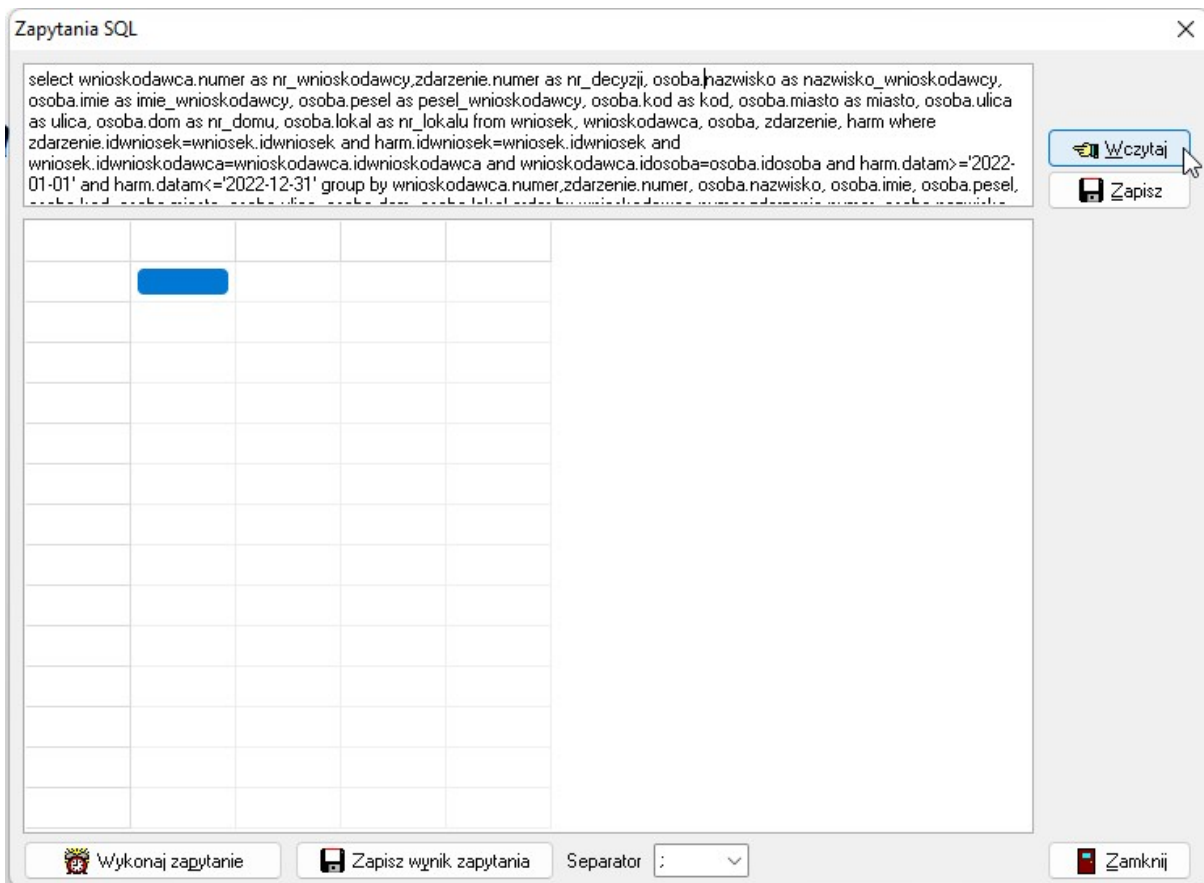 Zapytania SQL
select wnioskodawca.numer as nr_wnioskodawcy,zdarzenie.numer as nr_decyzji, osoba.nazwisko as nazwisko_wnioskodawcy,
osoba.imie as imie_wnioskodawcy, osoba.pesel as pesel_wnioskodawcy, osoba.kod as kod, osoba.miasto as miasto, osoba.ulica
as ulica, osoba.dom as nr_domu, osoba.lokal as nr_lokalu from wniosek, wnioskodawca, osoba, zdarzenie, harm where
zdarzenie.idwniosek=wniosek.idwniosek and harm.idwniosek=wniosek.idwniosek and
wniosek.idwnioskodawca=wnioskodawca.idwnioskodawca and wnioskodawca.idosoba=osoba.idosoba and harm.datam>='2022-
01-01' and harm.datam<='2022-12-31' group by wnioskodawca.numer,zdarzenie.numer, osoba.nazwisko, osoba.imie, osoba.pesel,
Wczytaj
Zapisz
Wykonaj zapytanie
Zapisz wynik zapytania
Separator
;
Zamknij